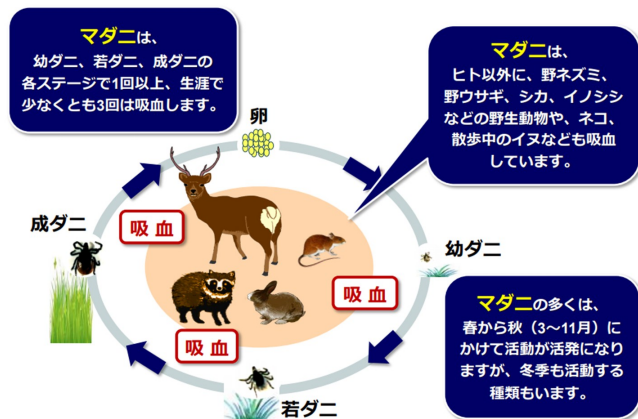 マダニは、
幼ダニ、若ダニ、成ダニの
各ステージで1回以上、生涯で
少なくとも3回は吸血します。
マダニは、
ヒト以外に、野ネズミ、
野ウサギ、シカ、イノシシ
などの野生動物や、ネコ、
散歩中のイヌなども吸血
しています。
卵
成ダニ
吸血
幼ダニ
吸血
吸血
若ダニ
マダニの多くは、
春から秋(3~11月)に
かけて活動が活発になり
ますが、冬季も活動する
種類もいます。